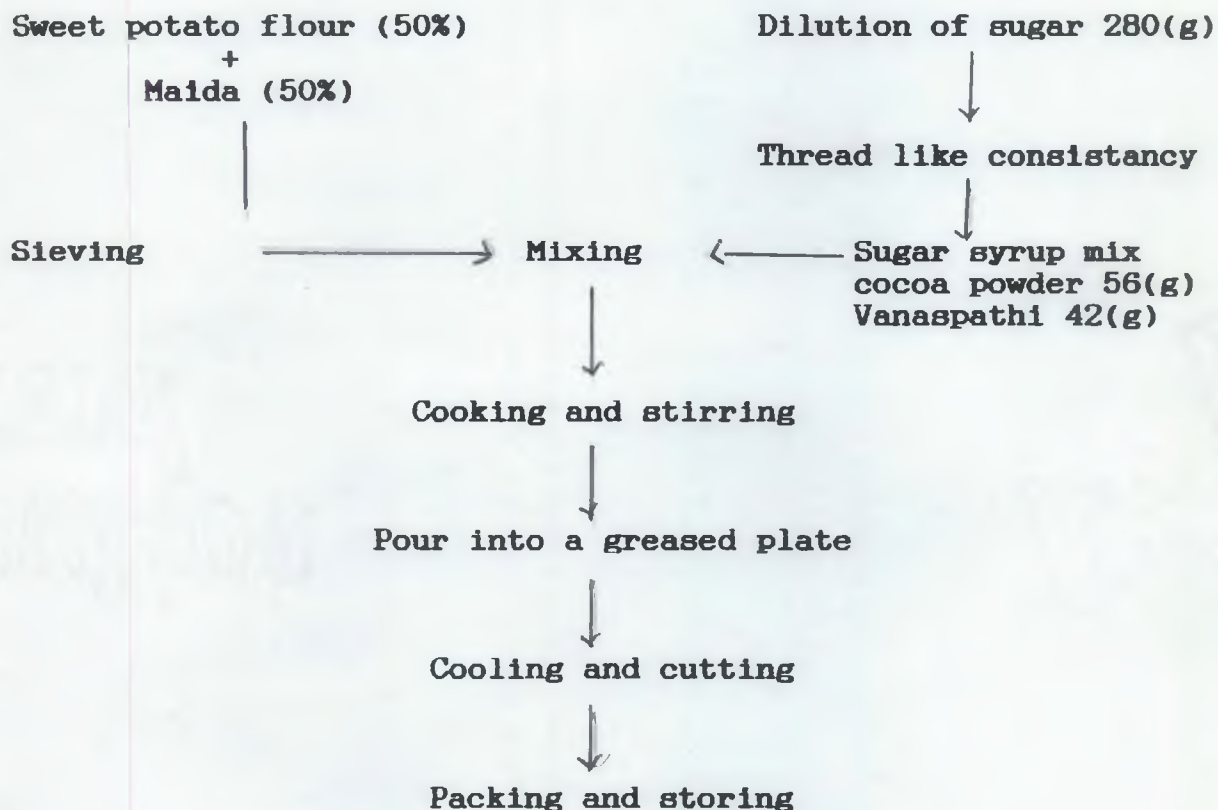 Sweet potato flour (50%)
+
Maida (50%)
Sieving
Dilution of sugar 280(g)
Thread like consistancy
Sugar syrup mix
cocoa powder 56(g)
Vanaspathi 42(g)
Mixing
Cooking and stirring
Pour into a greased plate
Cooling and cutting
Packing and storing